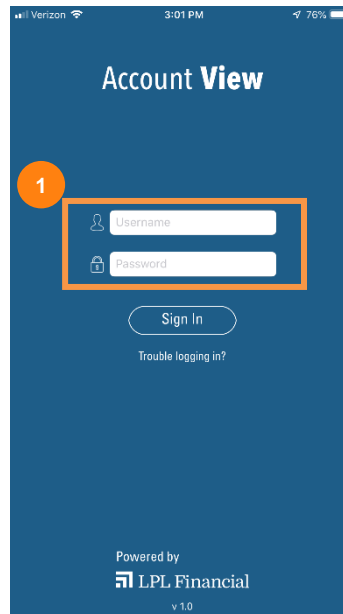 Verizon 3:01 PM 76%
Account View
1
Username
Password
Sign In
Trouble logging in?
Powered by
LPL Financial
v 1.0